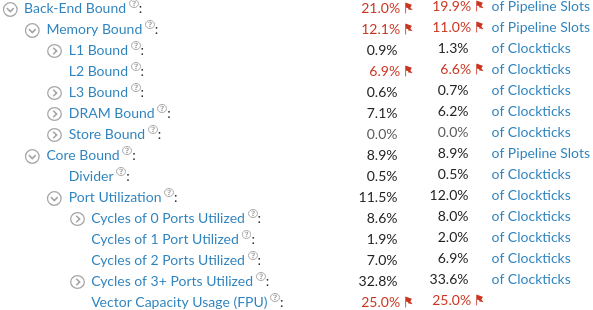 Back-End Bound ?: 21.0% 19.9% of Pipeline Slots
Memory Bound ?: 12.1% 11.0% of Pipeline Slots
L1 Bound ?: 0.9% 1.3% of Clockticks
L2 Bound ?: 6.9% 6.6% of Clockticks
L3 Bound ?: 0.6% 0.7% of Clockticks
DRAM Bound ?: 7.1% 6.2% of Clockticks
Store Bound ?: 0.0% 0.0% of Clockticks
Core Bound ?: 8.9% 8.9% of Pipeline Slots
Divider ?: 0.5% 0.5% of Clockticks
Port Utilization ?: 11.5% 12.0% of Clockticks
Cycles of 0 Ports Utilized ?: 8.6% 8.0% of Clockticks
Cycles of 1 Port Utilized ?: 1.9% 2.0% of Clockticks
Cycles of 2 Ports Utilized ?: 7.0% 6.9% of Clockticks
Cycles of 3+ Ports Utilized ?: 32.8% 33.6% of Clockticks
Vector Capacity Usage (FPU) ?: 25.0% 25.0%